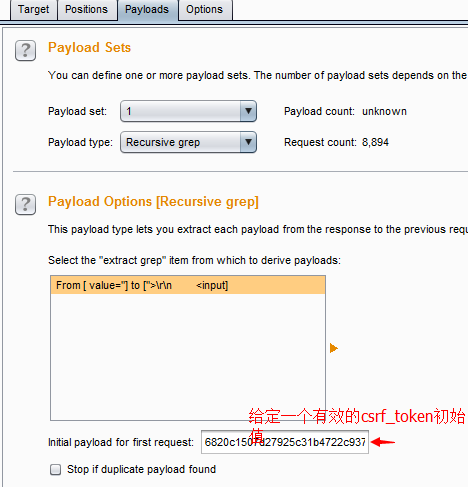 Target Positions Payloads Options
? Payload Sets
You can define one or more payload sets. The number of payload sets depends on the
Payload set: 1 Payload count: unknown
Payload type: Recursive grep Request count: 8,894
? Payload Options [Recursive grep]
This payload type lets you extract each payload from the response to the previous requ
Select the "extract grep" item from which to derive payloads:
From [ value="] to [">\r\n        <input]
给定一个有效的csrf_token初始
值
Initial payload for first request: 6820c1507d27925c31b4722c937
Stop if duplicate payload found